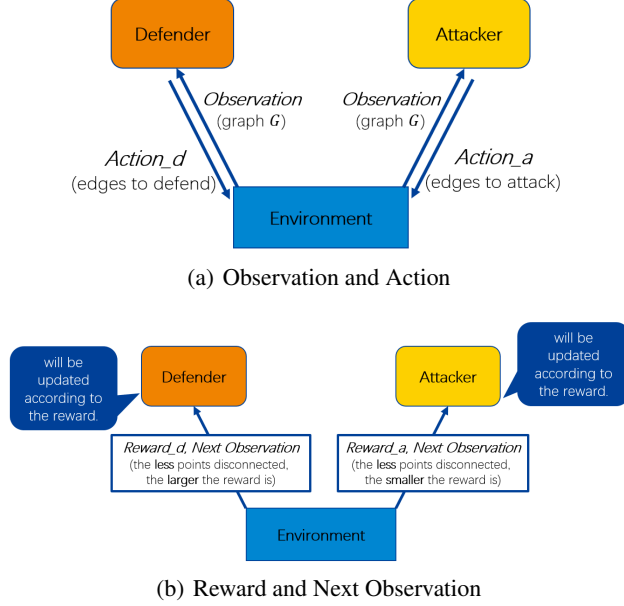 Defender
Attacker
Observation
(graph G)
Observation
(graph G)
Action_d
(edges to defend)
Action_a
(edges to attack)
Environment
(a) Observation and Action
will be
updated
according to
the reward.
Defender
Attacker
will be
updated
according to
the reward.
Reward_d, Next Observation
(the less points disconnected,
the larger the reward is)
Reward_a, Next Observation
(the less points disconnected,
the smaller the reward is)
Environment
(b) Reward and Next Observation